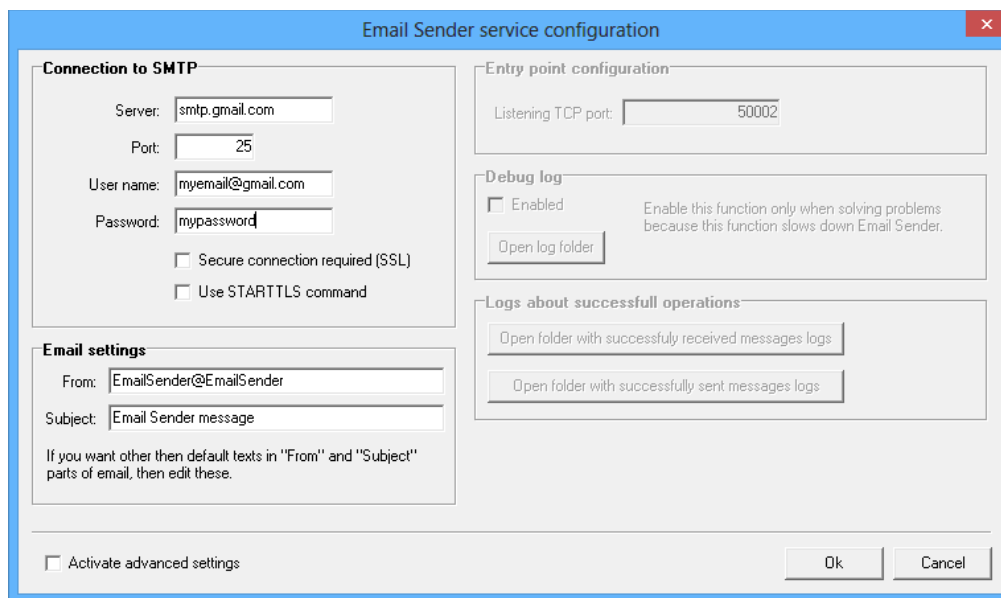 Email Sender service configuration
Connection to SMTP
Server: smtp.gmail.com
Port: 25
User name: myemail@gmail.com
Password: mypassword
Secure connection required (SSL)
Use STARTTLS command
Email settings
From: EmailSender@EmailSender
Subject: Email Sender message
If you want other then default texts in "From" and "Subject"
parts of email, then edit these.
Entry point configuration
Listening TCP port: 50002
Debug log
Enabled
Enable this function only when solving problems
because this function slows down Email Sender.
Open log folder
Logs about successfull operations
Open folder with successfuly received messages logs
Open folder with successfully sent messages logs
Activate advanced settings
Ok
Cancel